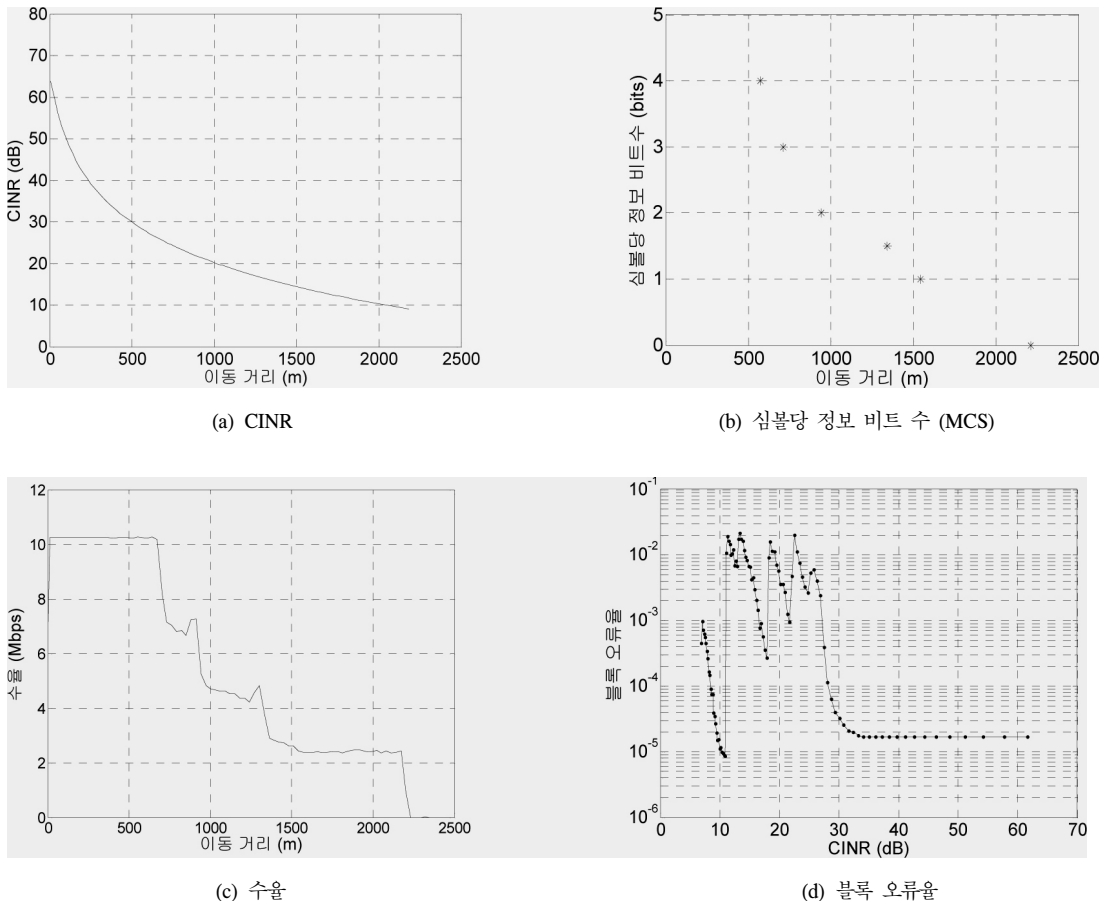 80
70
60
50
40
30
20
10
0
CINR (dB)
0 500 1000 1500 2000 2500
이동 거리 (m)
(a) CINR
5
4
3
2
1
0
심볼당 정보 비트수 (bits)
0 500 1000 1500 2000 2500
이동 거리 (m)
(b) 심볼당 정보 비트 수 (MCS)
12
10
8
6
4
2
0
수율 (Mbps)
0 500 1000 1500 2000 2500
이동 거리 (m)
(c) 수율
10⁻¹
10⁻²
10⁻³
10⁻⁴
10⁻⁵
10⁻⁶
블록 오류율
0 10 20 30 40 50 60 70
CINR (dB)
(d) 블록 오류율